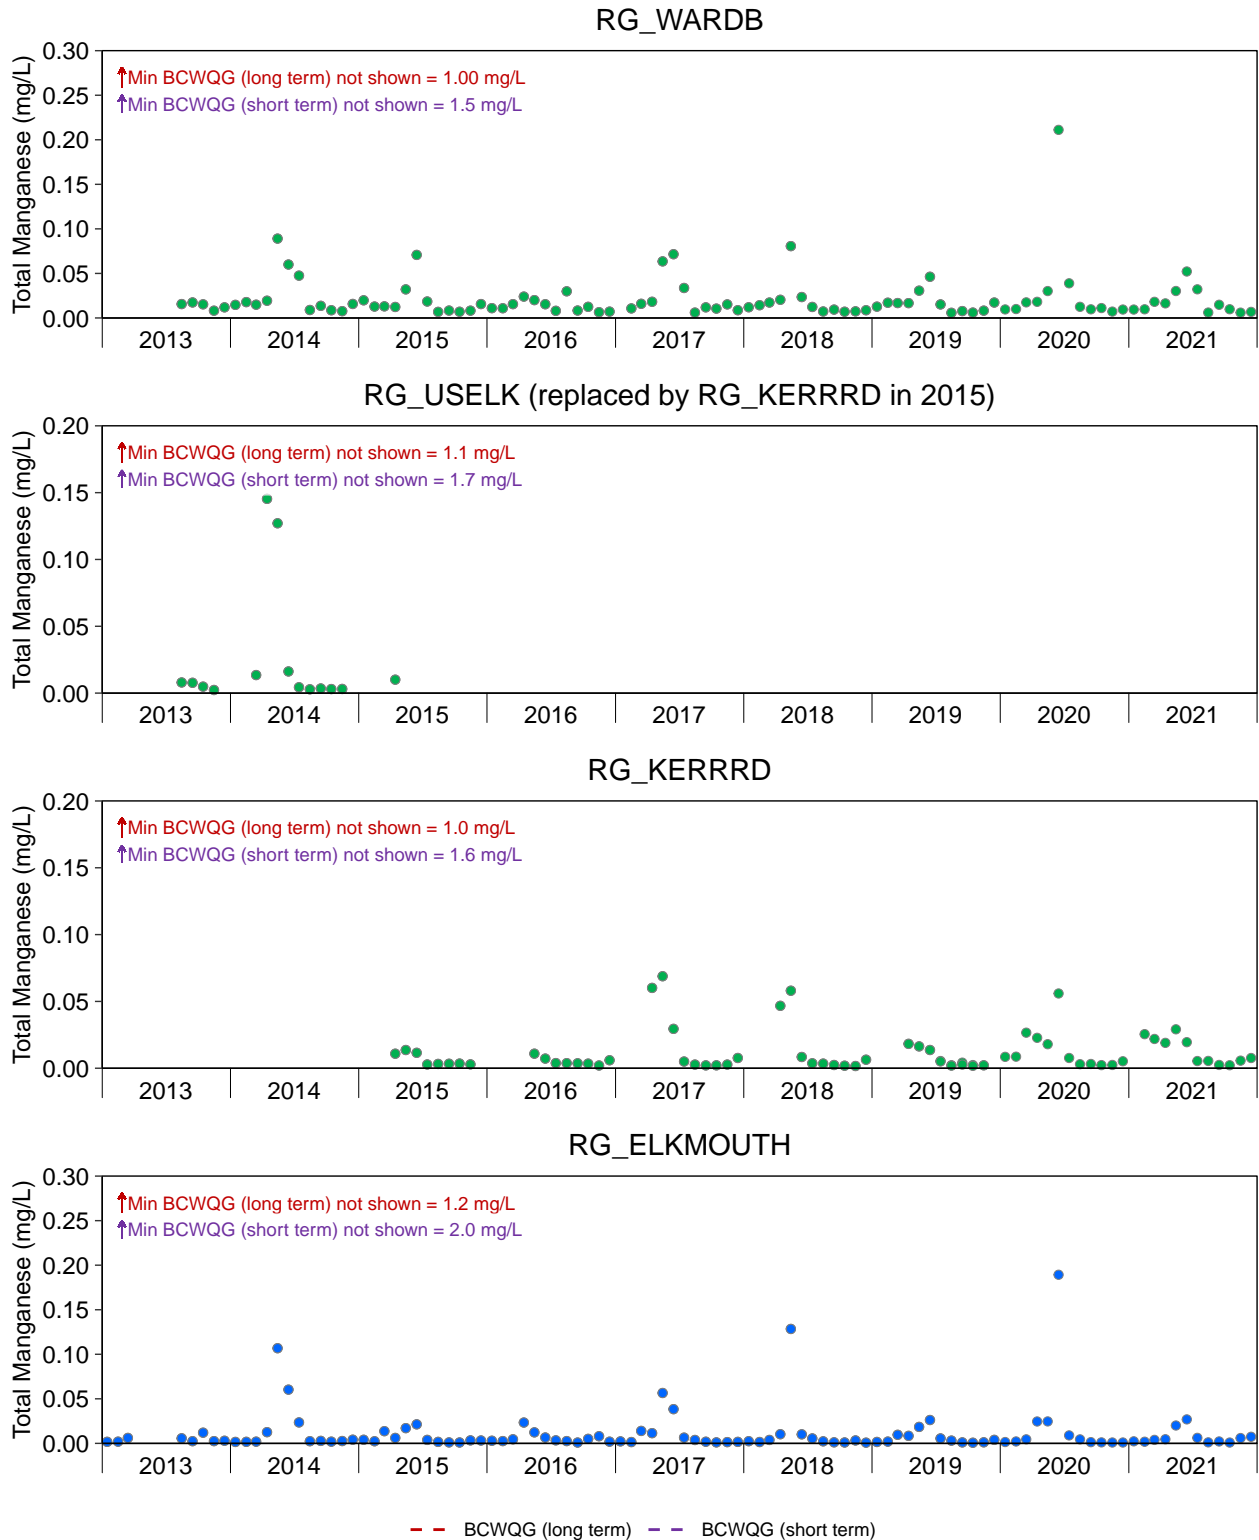 RG_WARDB
Total Manganese (mg/L)
0.30
0.25
0.20
0.15
0.10
0.05
0.00
Min BCWQG (long term) not shown = 1.00 mg/L
Min BCWQG (short term) not shown = 1.5 mg/L
2013 2014 2015 2016 2017 2018 2019 2020 2021
RG_USELK (replaced by RG_KERRRD in 2015)
Total Manganese (mg/L)
0.20
0.15
0.10
0.05
0.00
Min BCWQG (long term) not shown = 1.1 mg/L
Min BCWQG (short term) not shown = 1.7 mg/L
2013 2014 2015 2016 2017 2018 2019 2020 2021
RG_KERRRD
Total Manganese (mg/L)
0.20
0.15
0.10
0.05
0.00
Min BCWQG (long term) not shown = 1.0 mg/L
Min BCWQG (short term) not shown = 1.6 mg/L
2013 2014 2015 2016 2017 2018 2019 2020 2021
RG_ELKMOUTH
Total Manganese (mg/L)
0.30
0.25
0.20
0.15
0.10
0.05
0.00
Min BCWQG (long term) not shown = 1.2 mg/L
Min BCWQG (short term) not shown = 2.0 mg/L
2013 2014 2015 2016 2017 2018 2019 2020 2021
BCWQG (long term) BCWQG (short term)